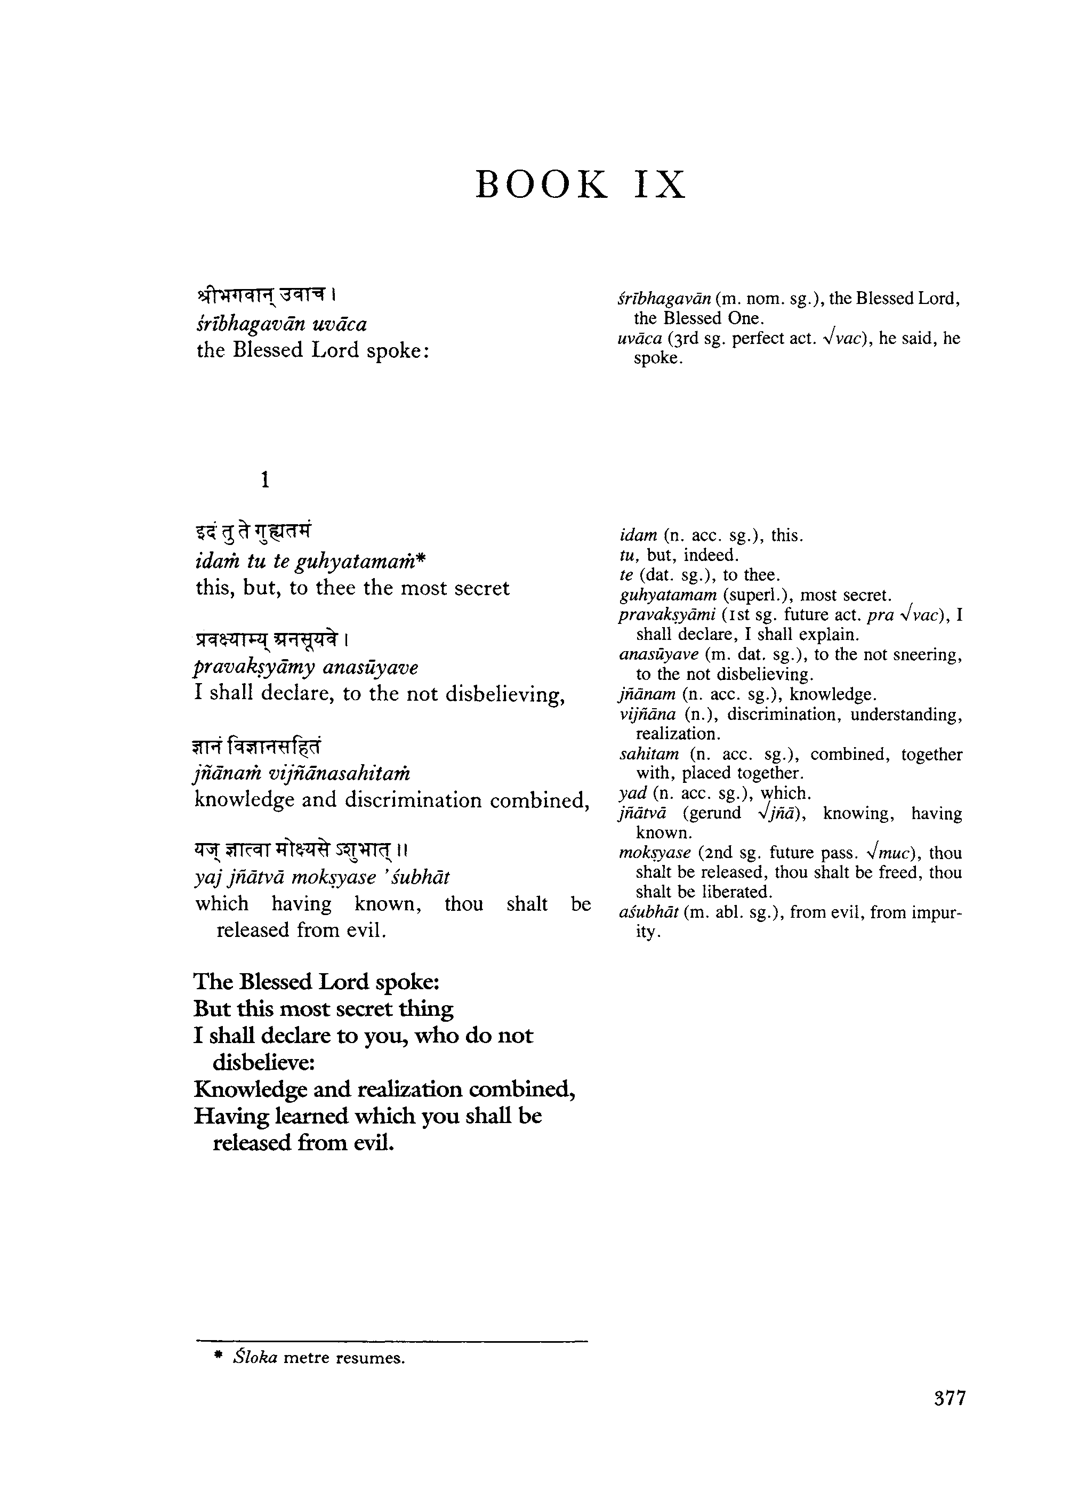 BOOK IX
श्रीभगवान् उवाच ।
śrībhagavān uvāca
the Blessed Lord spoke:
śrībhagavān (m. nom. sg.), the Blessed Lord,
the Blessed One.
uvāca (3rd sg. perfect act. √vac), he said, he
spoke.
1
इदं तु ते गुह्यतमं
idaṁ tu te guhyatamaṁ*
this, but, to thee the most secret
प्रवक्ष्याम्य् अनसूयवे ।
pravakṣyāmy anasūyave
I shall declare, to the not disbelieving,
ज्ञानं विज्ञानसहितं
jñānaṁ vijñānasahitaṁ
knowledge and discrimination combined,
यज् ज्ञात्वा मोक्ष्यसे ऽशुभात् ॥
yaj jñātvā mokṣyase 'śubhāt
which having known, thou shalt be
released from evil.
The Blessed Lord spoke:
But this most secret thing
I shall declare to you, who do not
disbelieve:
Knowledge and realization combined,
Having learned which you shall be
released from evil.
idam (n. acc. sg.), this.
tu, but, indeed.
te (dat. sg.), to thee.
guhyatamam (superl.), most secret.
pravakṣyāmi (1st sg. future act. pra √vac), I
shall declare, I shall explain.
anasūyave (m. dat. sg.), to the not sneering,
to the not disbelieving.
jñānam (n. acc. sg.), knowledge.
vijñāna (n.), discrimination, understanding,
realization.
sahitam (n. acc. sg.), combined, together
with, placed together.
yad (n. acc. sg.), which.
jñātvā (gerund √jñā), knowing, having
known.
mokṣyase (2nd sg. future pass. √muc), thou
shalt be released, thou shalt be freed, thou
shalt be liberated.
aśubhāt (m. abl. sg.), from evil, from impur-
ity.
* Śloka metre resumes.
377